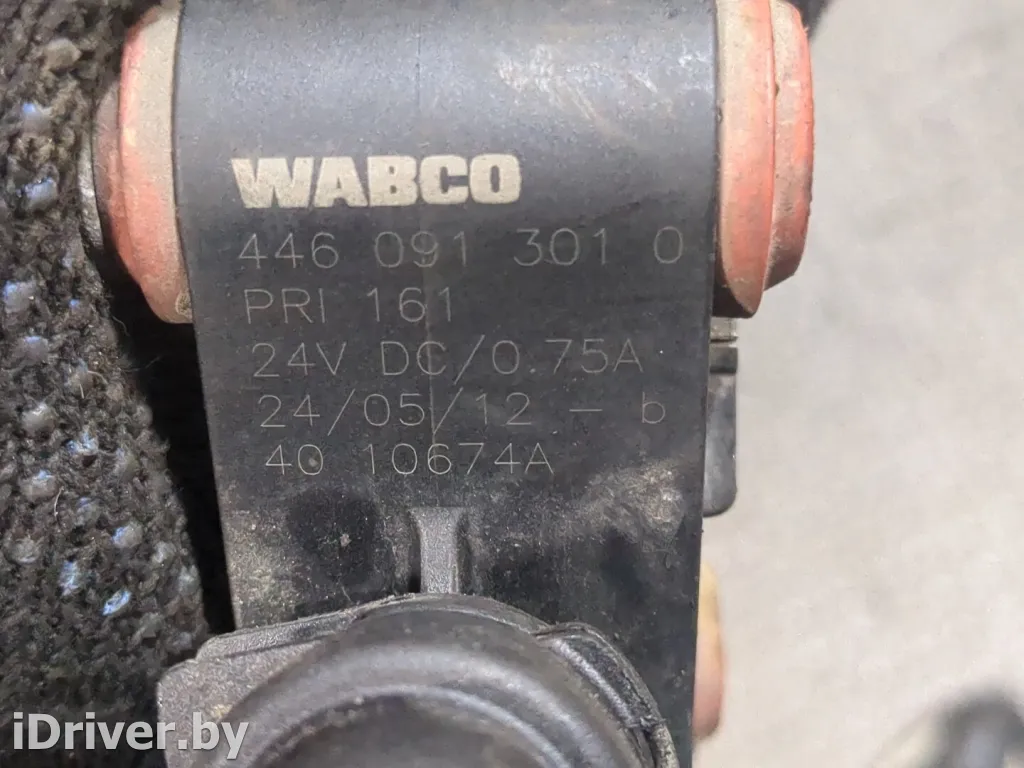 WABCO
446 091 301 0
PRI 161
24V DC/0.75A
24/05/12 - b
40 10674A
iDriver.by